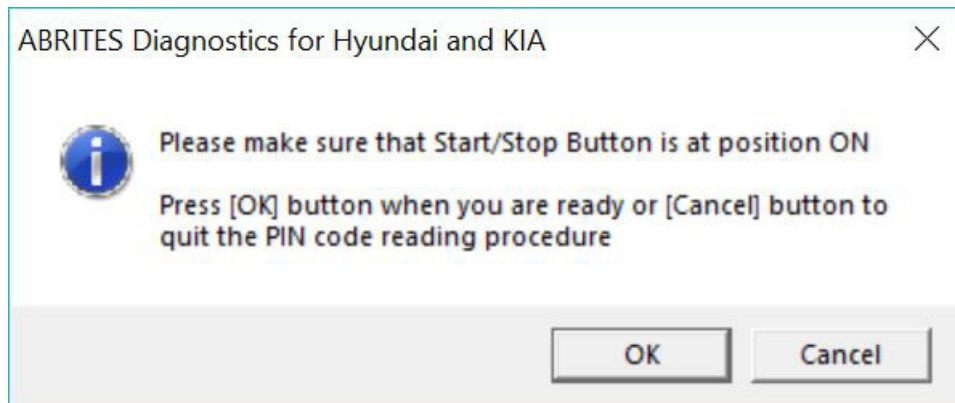 ABRITES Diagnostics for Hyundai and KIA
Please make sure that Start/Stop Button is at position ON
Press [OK] button when you are ready or [Cancel] button to
quit the PIN code reading procedure
OK
Cancel